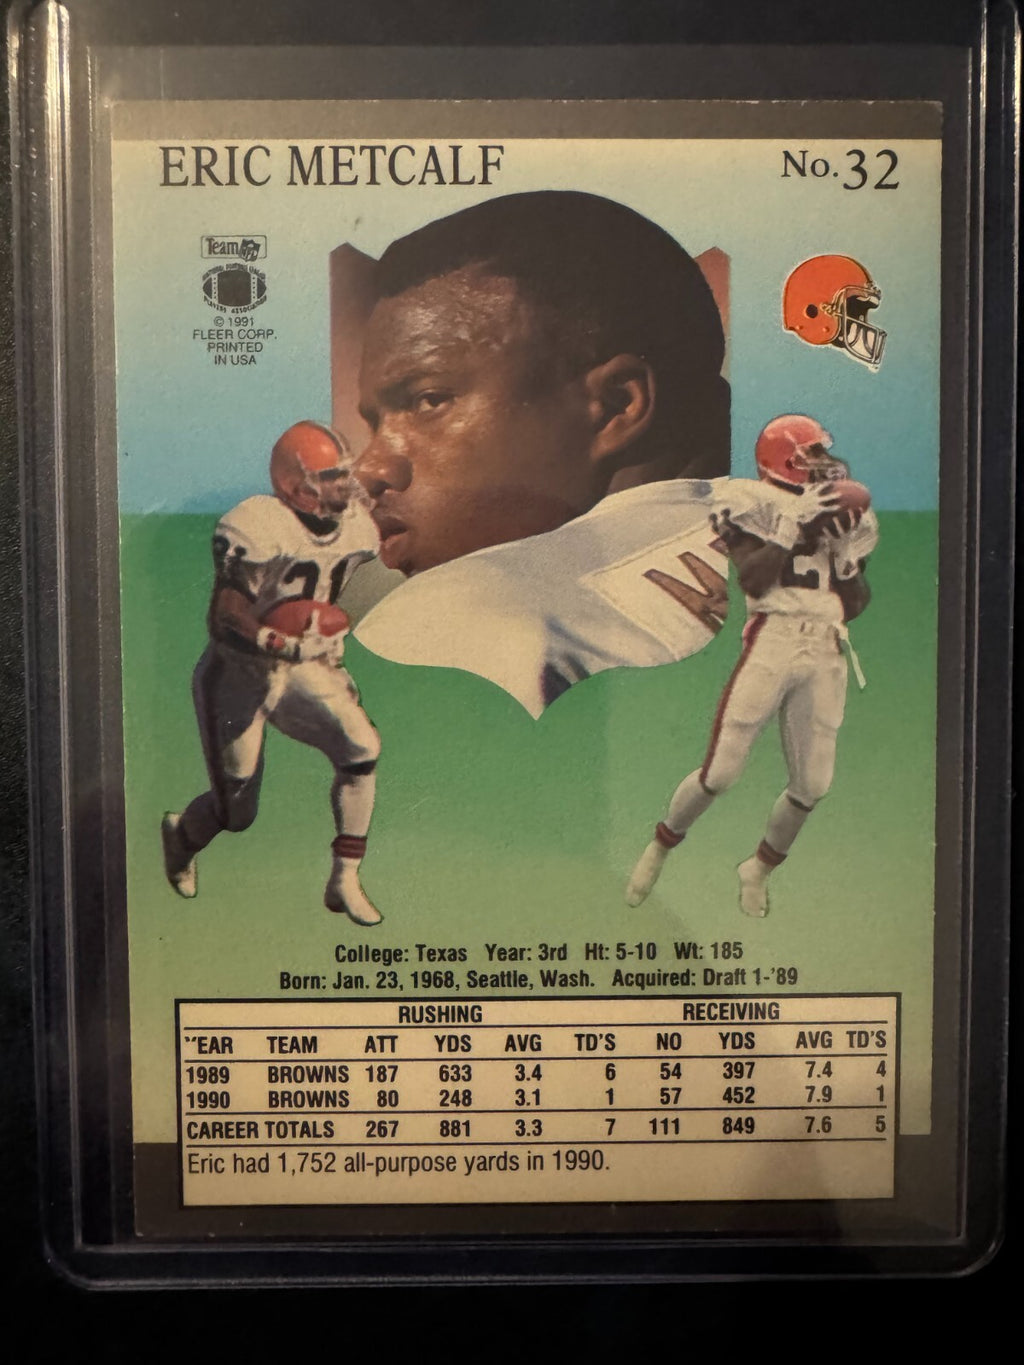 ERIC METCALF No. 32
Team NFL
© 1991
FLEER CORP.
PRINTED
IN USA
21
M
College: Texas Year: 3rd Ht: 5-10 Wt: 185
Born: Jan. 23, 1968, Seattle, Wash. Acquired: Draft 1-'89
RUSHING RECEIVING
"EAR TEAM ATT YDS AVG TD'S NO YDS AVG TD'S
1989 BROWNS 187 633 3.4 6 54 397 7.4 4
1990 BROWNS 80 248 3.1 1 57 452 7.9 1
CAREER TOTALS 267 881 3.3 7 111 849 7.6 5
Eric had 1,752 all-purpose yards in 1990.